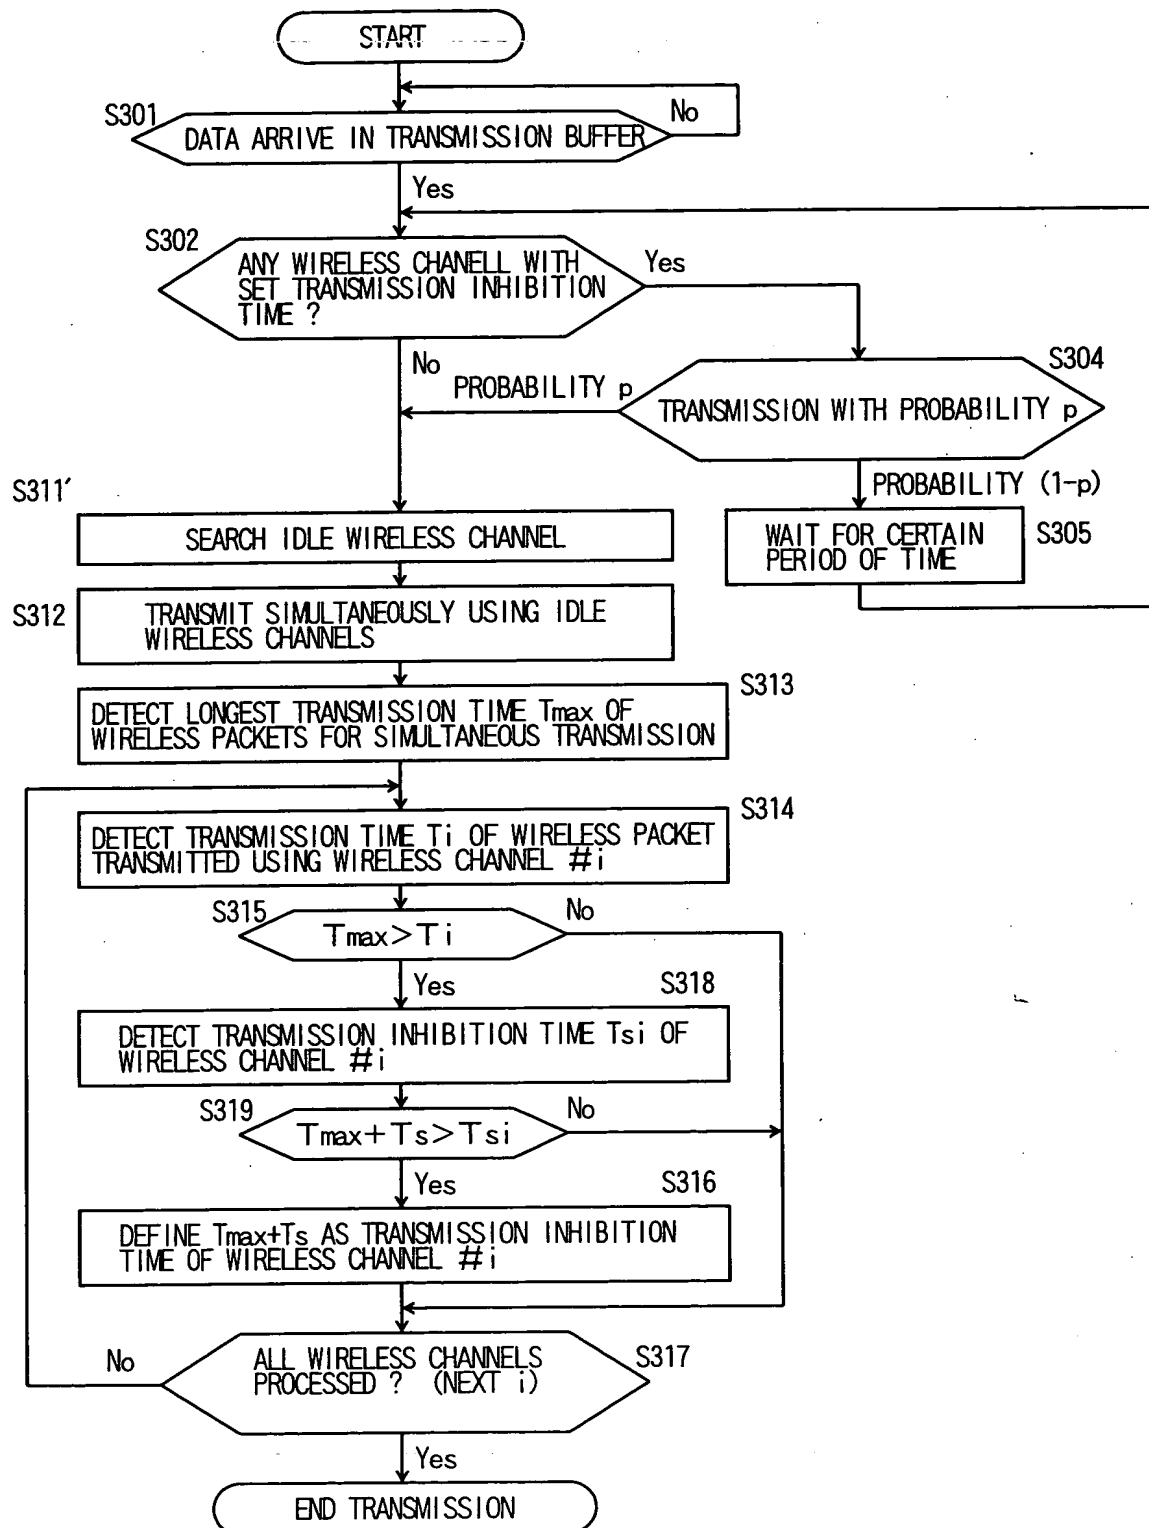 START
S301
DATA ARRIVE IN TRANSMISSION BUFFER
No
Yes
S302
ANY WIRELESS CHANELL WITH
SET TRANSMISSION INHIBITION
TIME ?
Yes
No
S304
PROBABILITY p
TRANSMISSION WITH PROBABILITY p
PROBABILITY (1-p)
WAIT FOR CERTAIN
PERIOD OF TIME
S305
S311'
SEARCH IDLE WIRELESS CHANNEL
S312
TRANSMIT SIMULTANEOUSLY USING IDLE
WIRELESS CHANNELS
S313
DETECT LONGEST TRANSMISSION TIME Tmax OF
WIRELESS PACKETS FOR SIMULTANEOUS TRANSMISSION
S314
DETECT TRANSMISSION TIME Ti OF WIRELESS PACKET
TRANSMITTED USING WIRELESS CHANNEL #i
S315
Tmax>Ti
No
Yes
S318
DETECT TRANSMISSION INHIBITION TIME Tsi OF
WIRELESS CHANNEL #i
S319
Tmax+Ts>Tsi
No
Yes
S316
DEFINE Tmax+Ts AS TRANSMISSION INHIBITION
TIME OF WIRELESS CHANNEL #i
No
ALL WIRELESS CHANNELS
PROCESSED ? (NEXT i)
S317
Yes
END TRANSMISSION